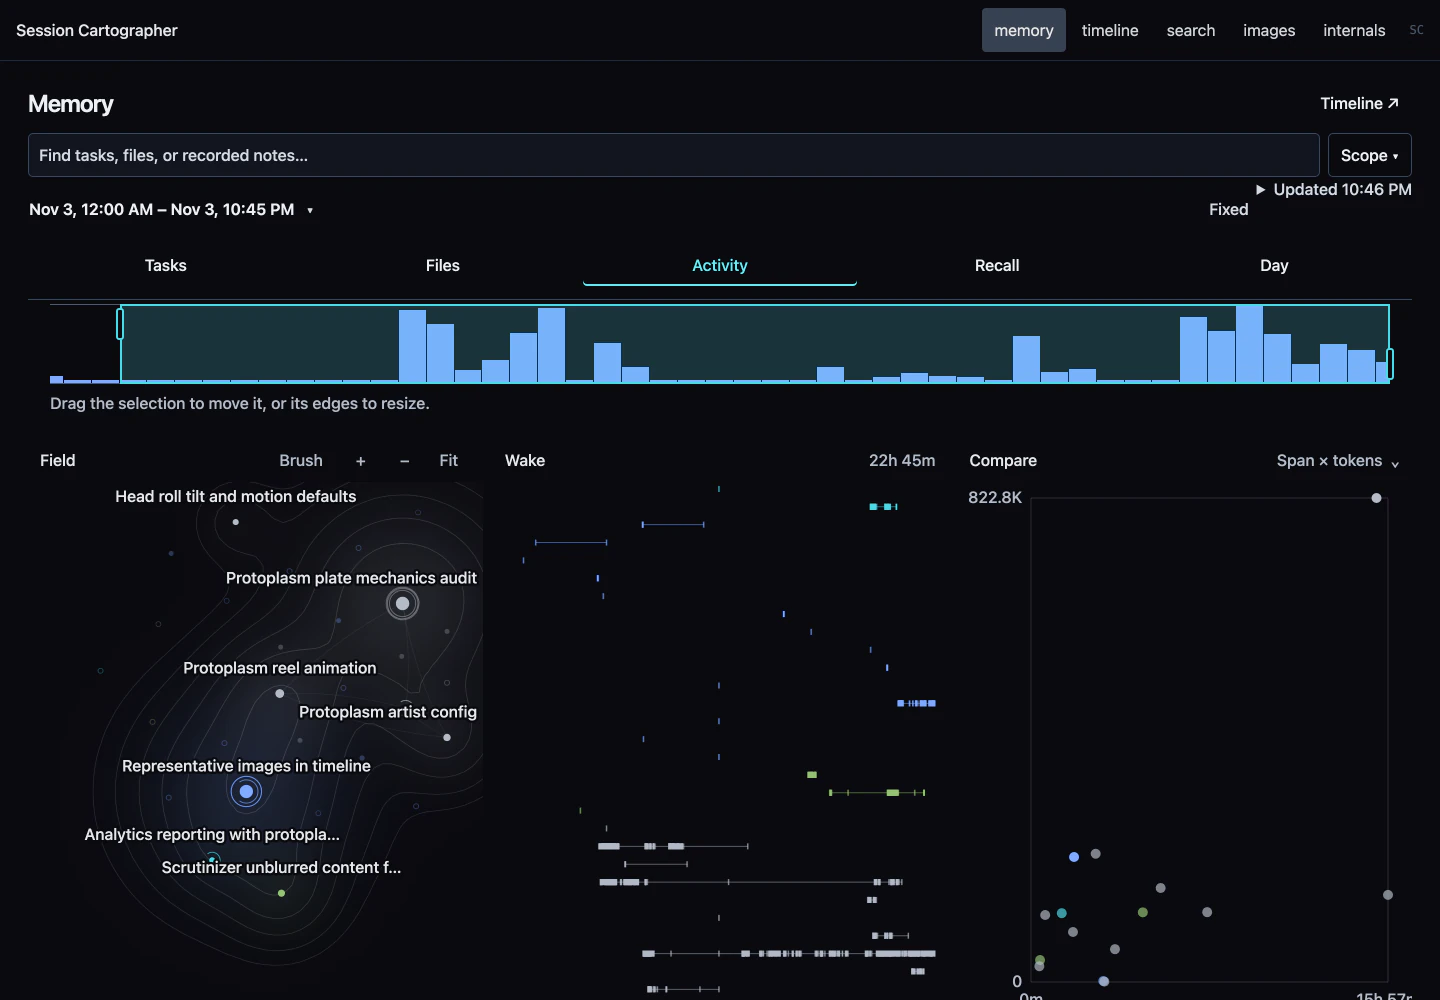 Session Cartographer
memory timeline search images internals SC
Memory
Timeline ↗
Find tasks, files, or recorded notes...
Scope ▾
▶ Updated 10:46 PM
Nov 3, 12:00 AM – Nov 3, 10:45 PM ▾
Fixed
Tasks Files Activity Recall Day
Drag the selection to move it, or its edges to resize.
Field Brush + − Fit
Head roll tilt and motion defaults
Protoplasm plate mechanics audit
Protoplasm reel animation
Protoplasm artist config
Representative images in timeline
Analytics reporting with protopla...
Scrutinizer unblurred content f...
Wake 22h 45m
Compare Span × tokens
822.8K
0
0m 15h 57m